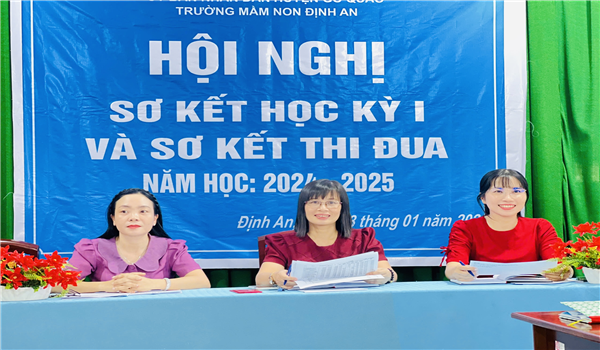 TRƯỜNG MẦM NON ĐỊNH AN
HỘI NGHỊ
SƠ KẾT HỌC KỲ I
VÀ SƠ KẾT THI ĐUA
NĂM HỌC: 2024 - 2025
Định An, 3 tháng 01 năm